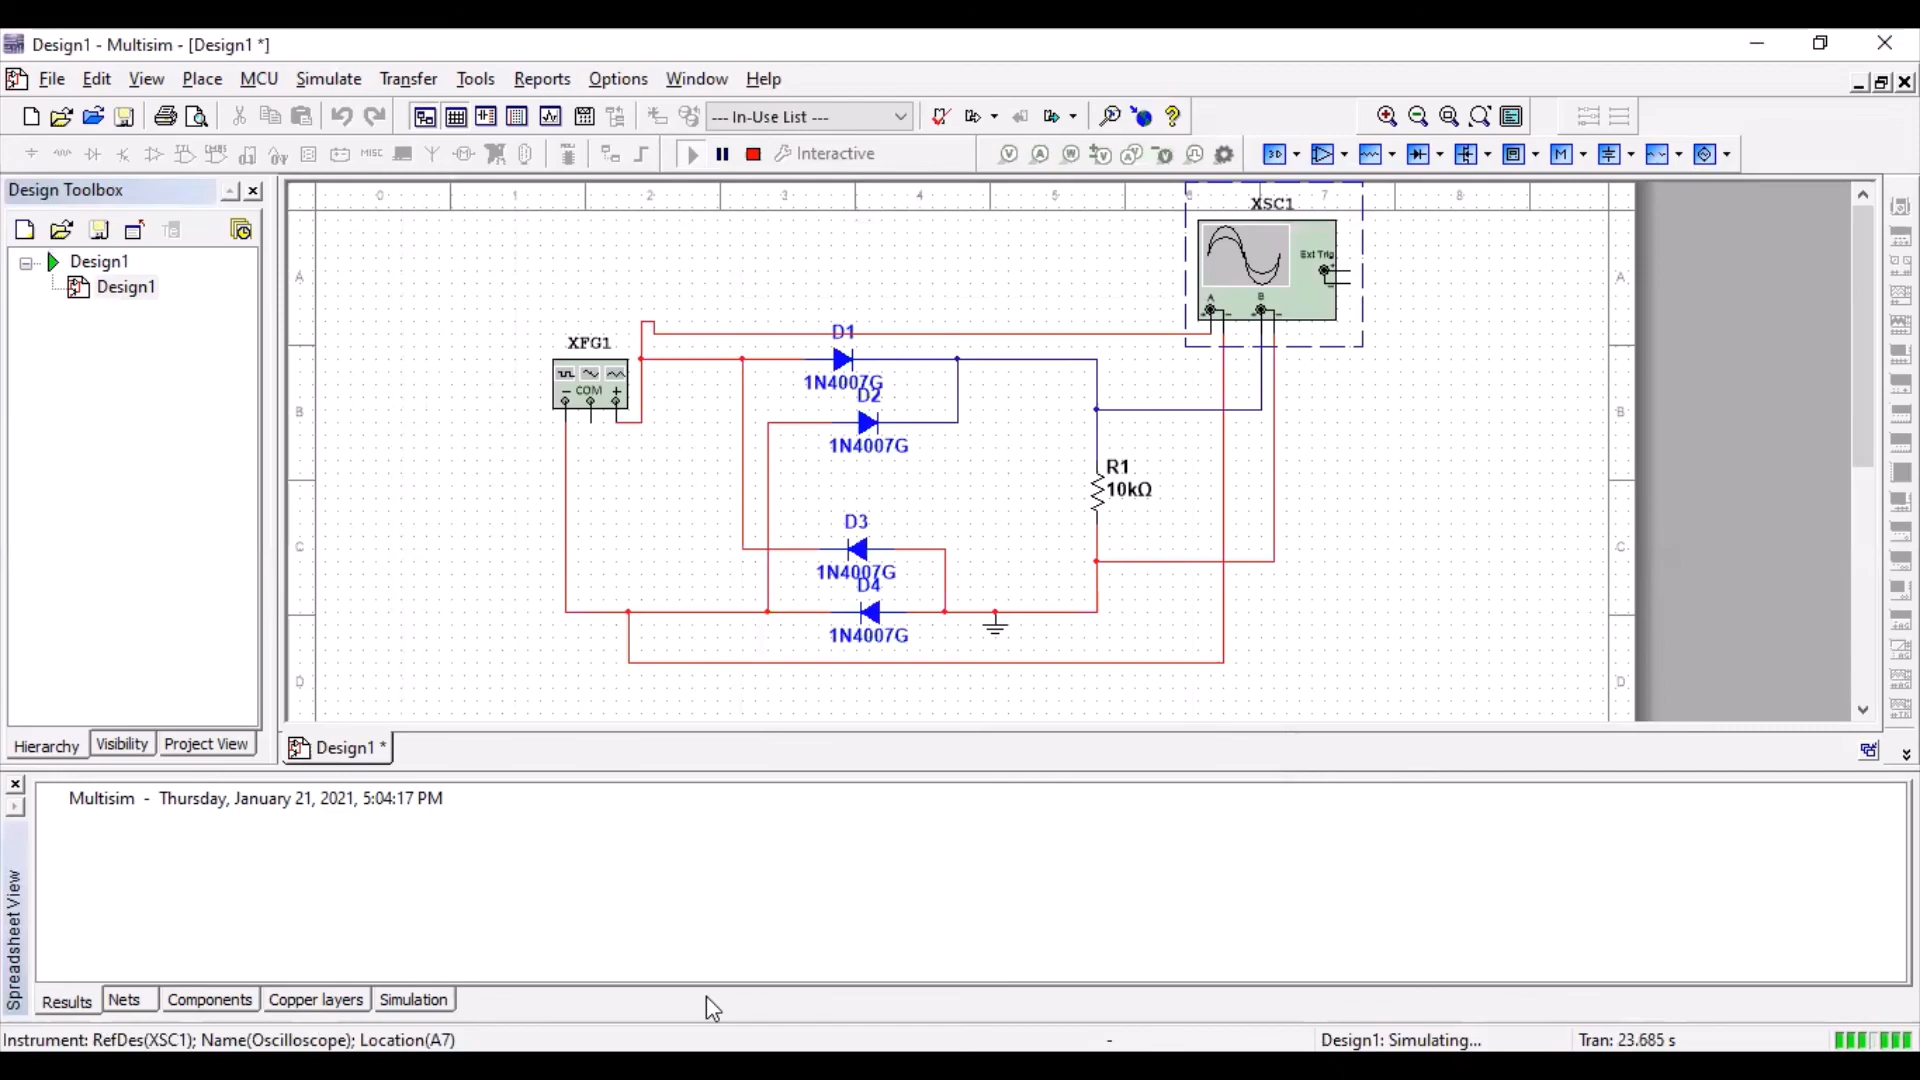 Design1 - Multisim - [Design1 *]
File Edit View Place MCU Simulate Transfer Tools Reports Options Window Help
--- In-Use List ---
MISC Interactive
Design Toolbox
Design1
Design1
Hierarchy Visibility Project View
0 1 2 3 4 5 6 7 8
A A
B B
C C
D D
XSC1
Ext Trig
A B
XFG1
COM
D1
1N4007G
D2
1N4007G
R1
10kΩ
D3
1N4007G
D4
1N4007G
Design1 *
Multisim - Thursday, January 21, 2021, 5:04:17 PM
Spreadsheet View
Results Nets Components Copper layers Simulation
Instrument: RefDes(XSC1); Name(Oscilloscope); Location(A7) - Design1: Simulating... Tran: 23.685 s